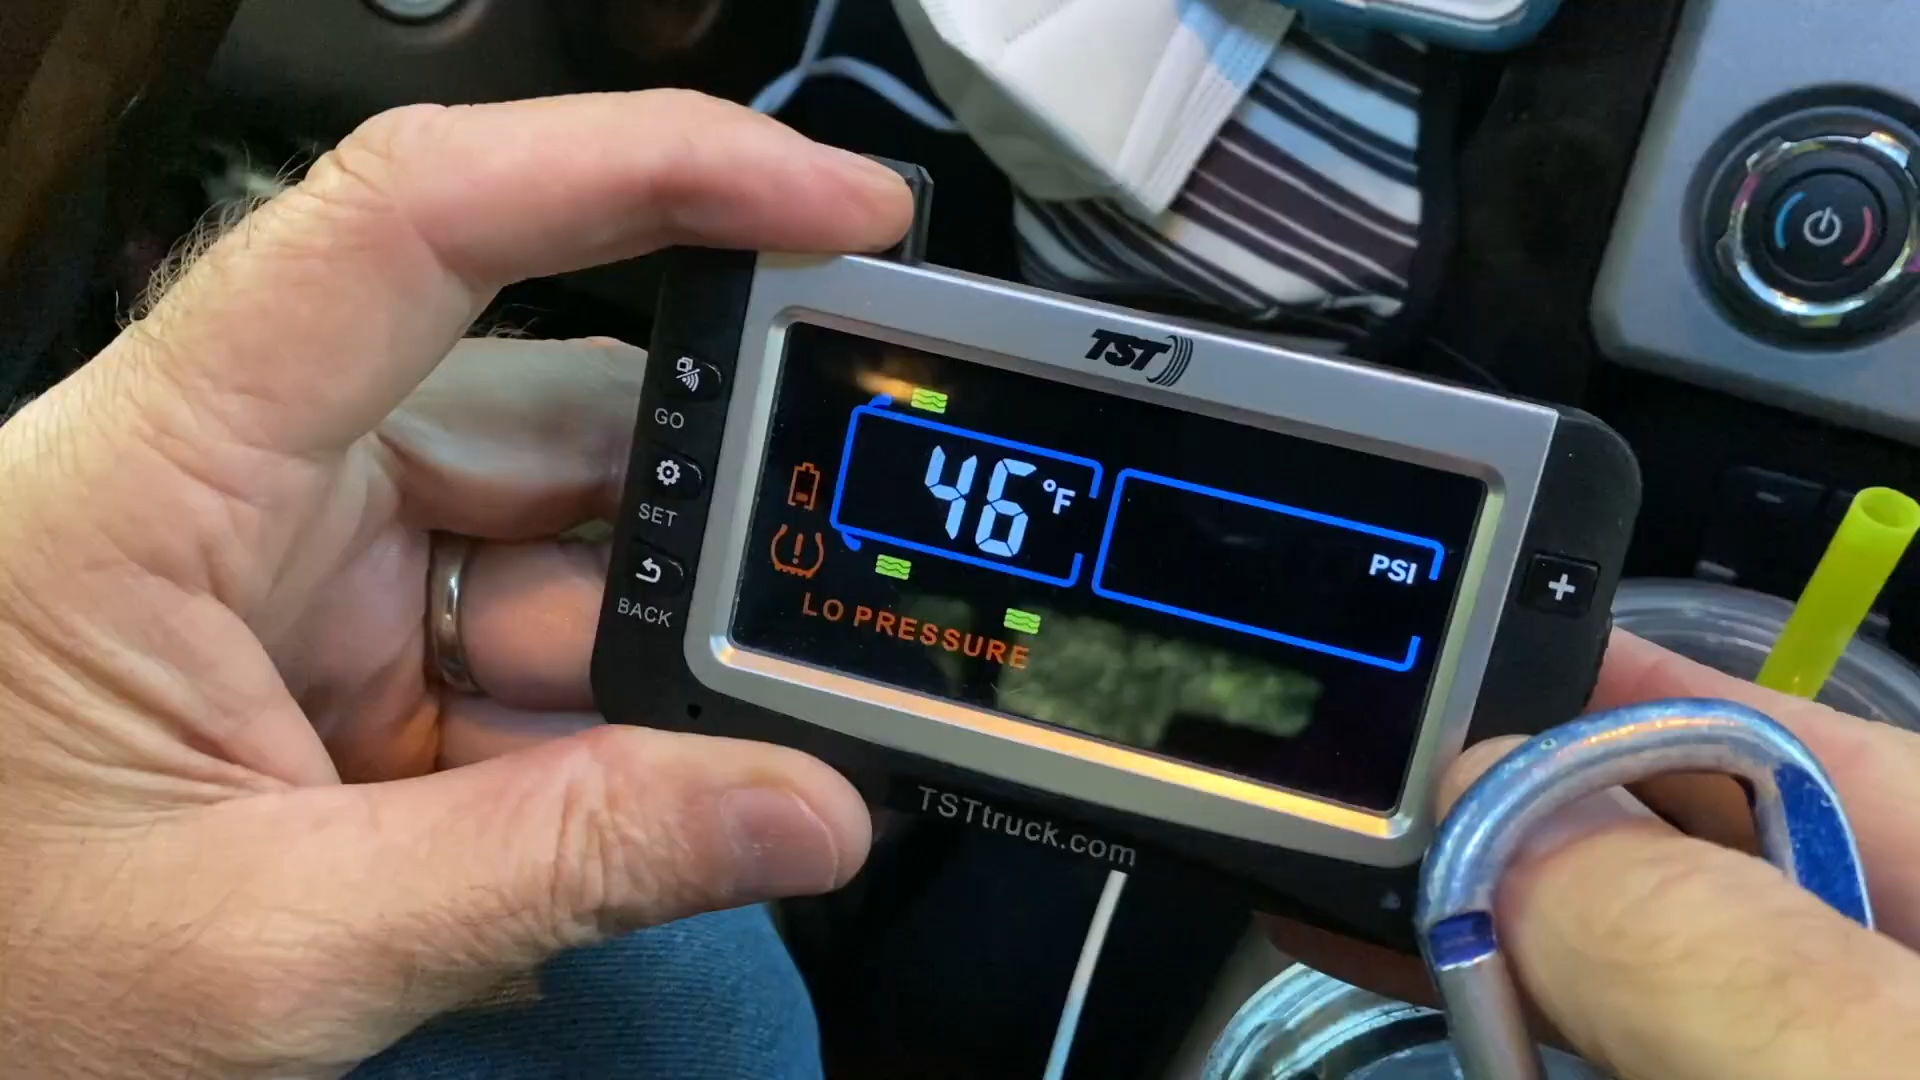 TST
GO
SET
BACK
46 °F
PSI
LO PRESSURE
+
TSTtruck.com